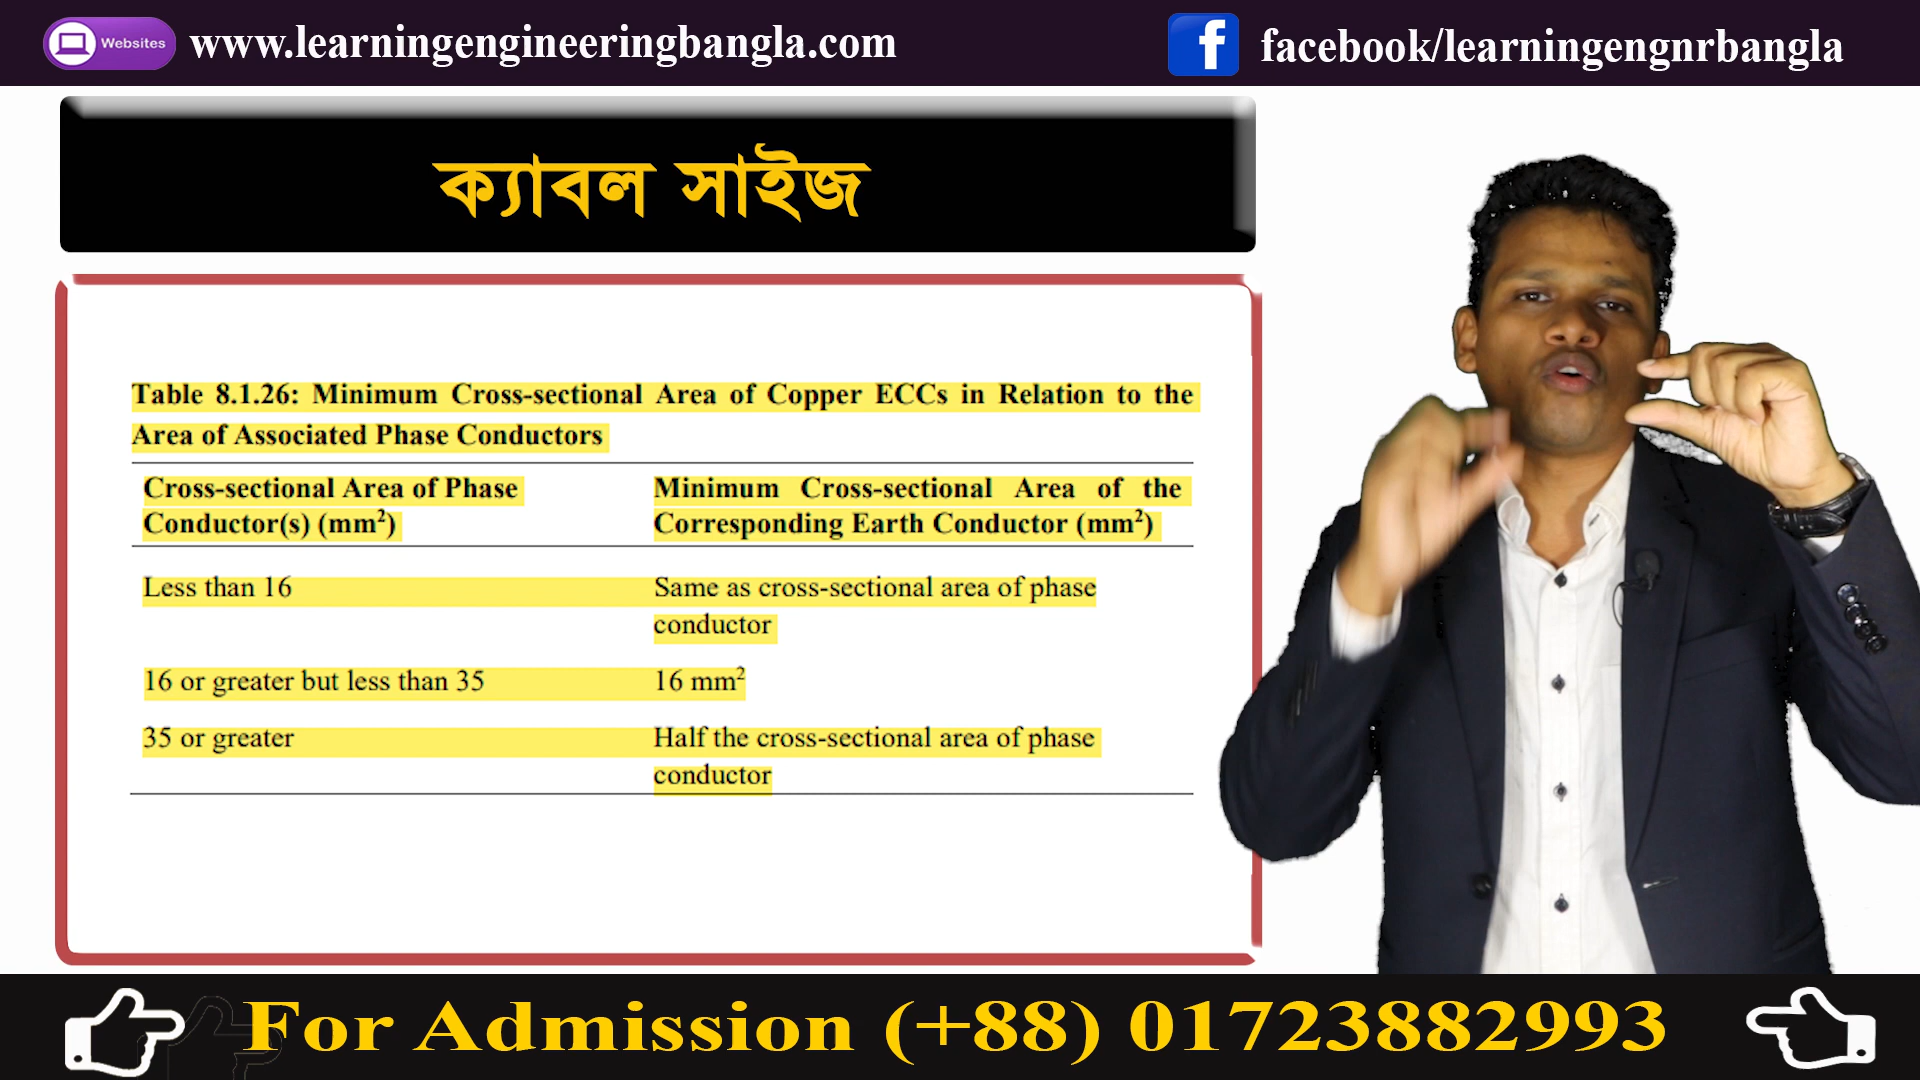 Websites www.learningengineeringbangla.com
facebook/learningengnrbangla
ক্যাবল সাইজ
Table 8.1.26: Minimum Cross-sectional Area of Copper ECCs in Relation to the
Area of Associated Phase Conductors
Cross-sectional Area of Phase
Conductor(s) (mm²)
Minimum Cross-sectional Area of the
Corresponding Earth Conductor (mm²)
Less than 16
Same as cross-sectional area of phase
conductor
16 or greater but less than 35
16 mm²
35 or greater
Half the cross-sectional area of phase
conductor
For Admission (+88) 01723882993